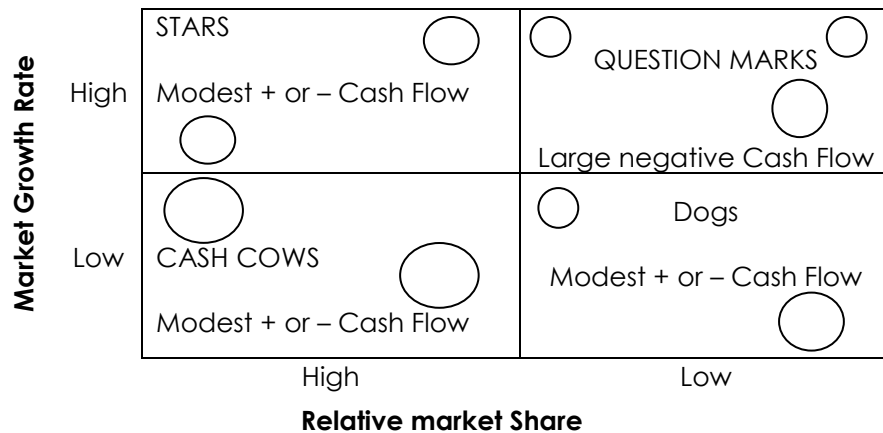 STARS
QUESTION MARKS
Market Growth Rate
High
Modest + or – Cash Flow
Large negative Cash Flow
Dogs
Low
CASH COWS
Modest + or – Cash Flow
Modest + or – Cash Flow
High
Low
Relative market Share